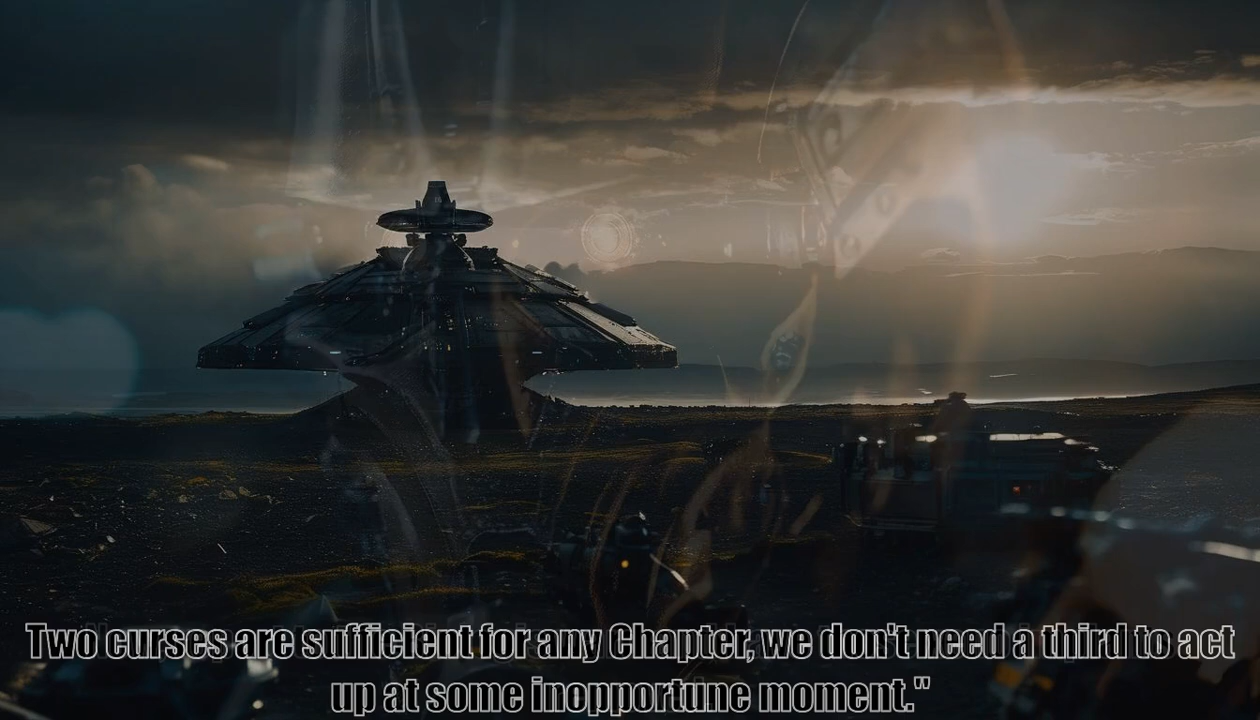 Two curses are sufficient for any Chapter, we don't need a third to act
up at some inopportune moment."